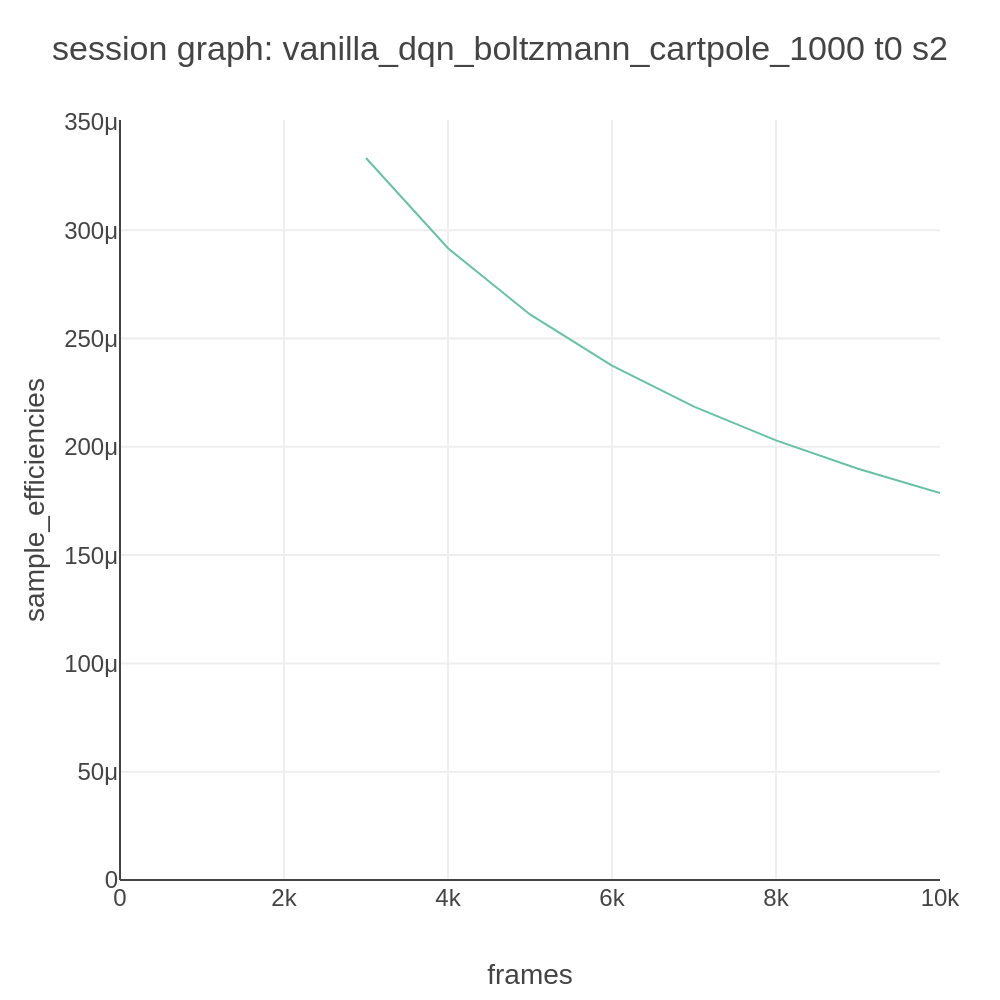 session graph: vanilla_dqn_boltzmann_cartpole_1000 t0 s2
350μ
300μ
250μ
200μ
150μ
100μ
50μ
0
sample_efficiencies
0 2k 4k 6k 8k 10k
frames